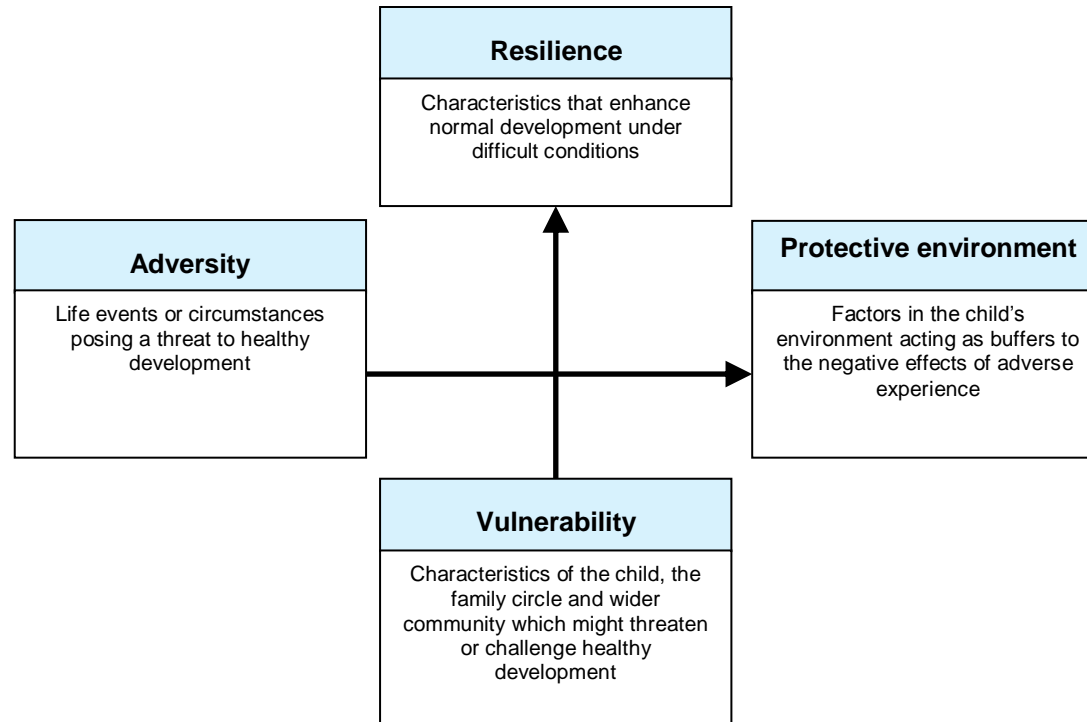 Resilience
Characteristics that enhance
normal development under
difficult conditions
Adversity
Life events or circumstances
posing a threat to healthy
development
Protective environment
Factors in the child’s
environment acting as buffers to
the negative effects of adverse
experience
Vulnerability
Characteristics of the child, the
family circle and wider
community which might threaten
or challenge healthy
development